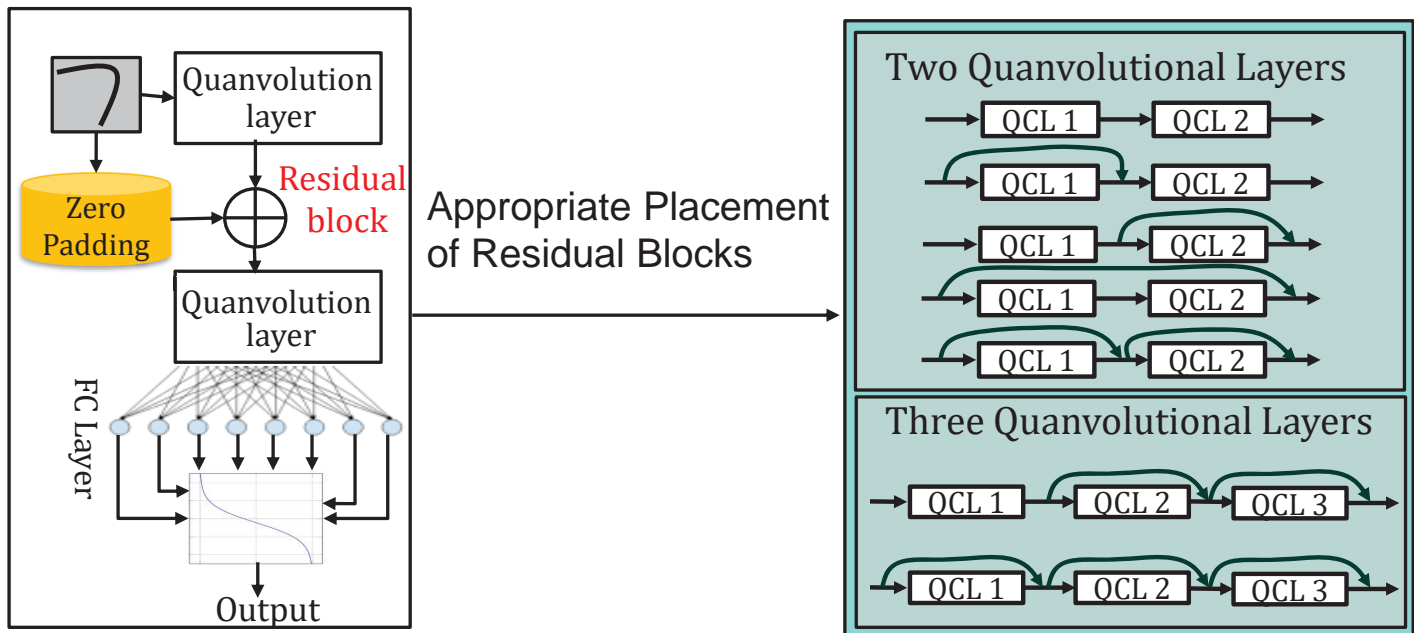 Quanvolution
layer
Residual
block
Zero
Padding
Quanvolution
layer
FC Layer
Output
Appropriate Placement
of Residual Blocks
Two Quanvolutional Layers
QCL 1 QCL 2
QCL 1 QCL 2
QCL 1 QCL 2
QCL 1 QCL 2
QCL 1 QCL 2
Three Quanvolutional Layers
QCL 1 QCL 2 QCL 3
QCL 1 QCL 2 QCL 3